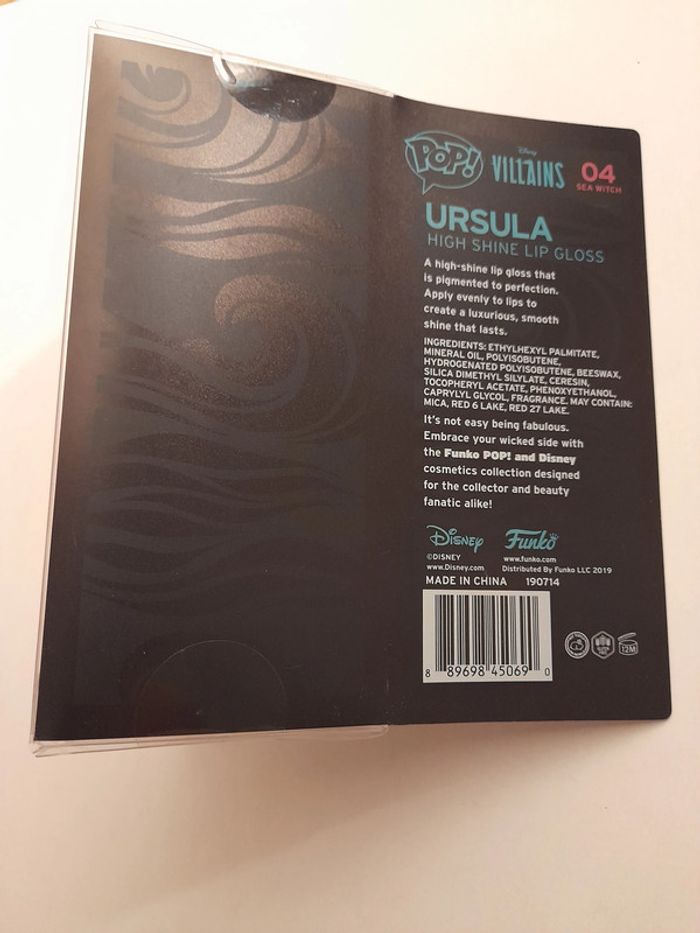 POP!
Disney
VILLAINS
04
SEA WITCH
URSULA
HIGH SHINE LIP GLOSS
A high-shine lip gloss that
is pigmented to perfection.
Apply evenly to lips to
create a luxurious, smooth
shine that lasts.
INGREDIENTS: ETHYLHEXYL PALMITATE,
MINERAL OIL, POLYISOBUTENE,
HYDROGENATED POLYISOBUTENE, BEESWAX,
SILICA DIMETHYL SILYLATE, CERESIN,
TOCOPHERYL ACETATE, PHENOXYETHANOL,
CAPRYLYL GLYCOL, FRAGRANCE. MAY CONTAIN:
MICA, RED 6 LAKE, RED 27 LAKE.
It's not easy being fabulous.
Embrace your wicked side with
the Funko POP! and Disney
cosmetics collection designed
for the collector and beauty
fanatic alike!
Disney Funko
©DISNEY www.funko.com
www.Disney.com Distributed By Funko LLC 2019
MADE IN CHINA 190714
8 89698 45069 0
12M